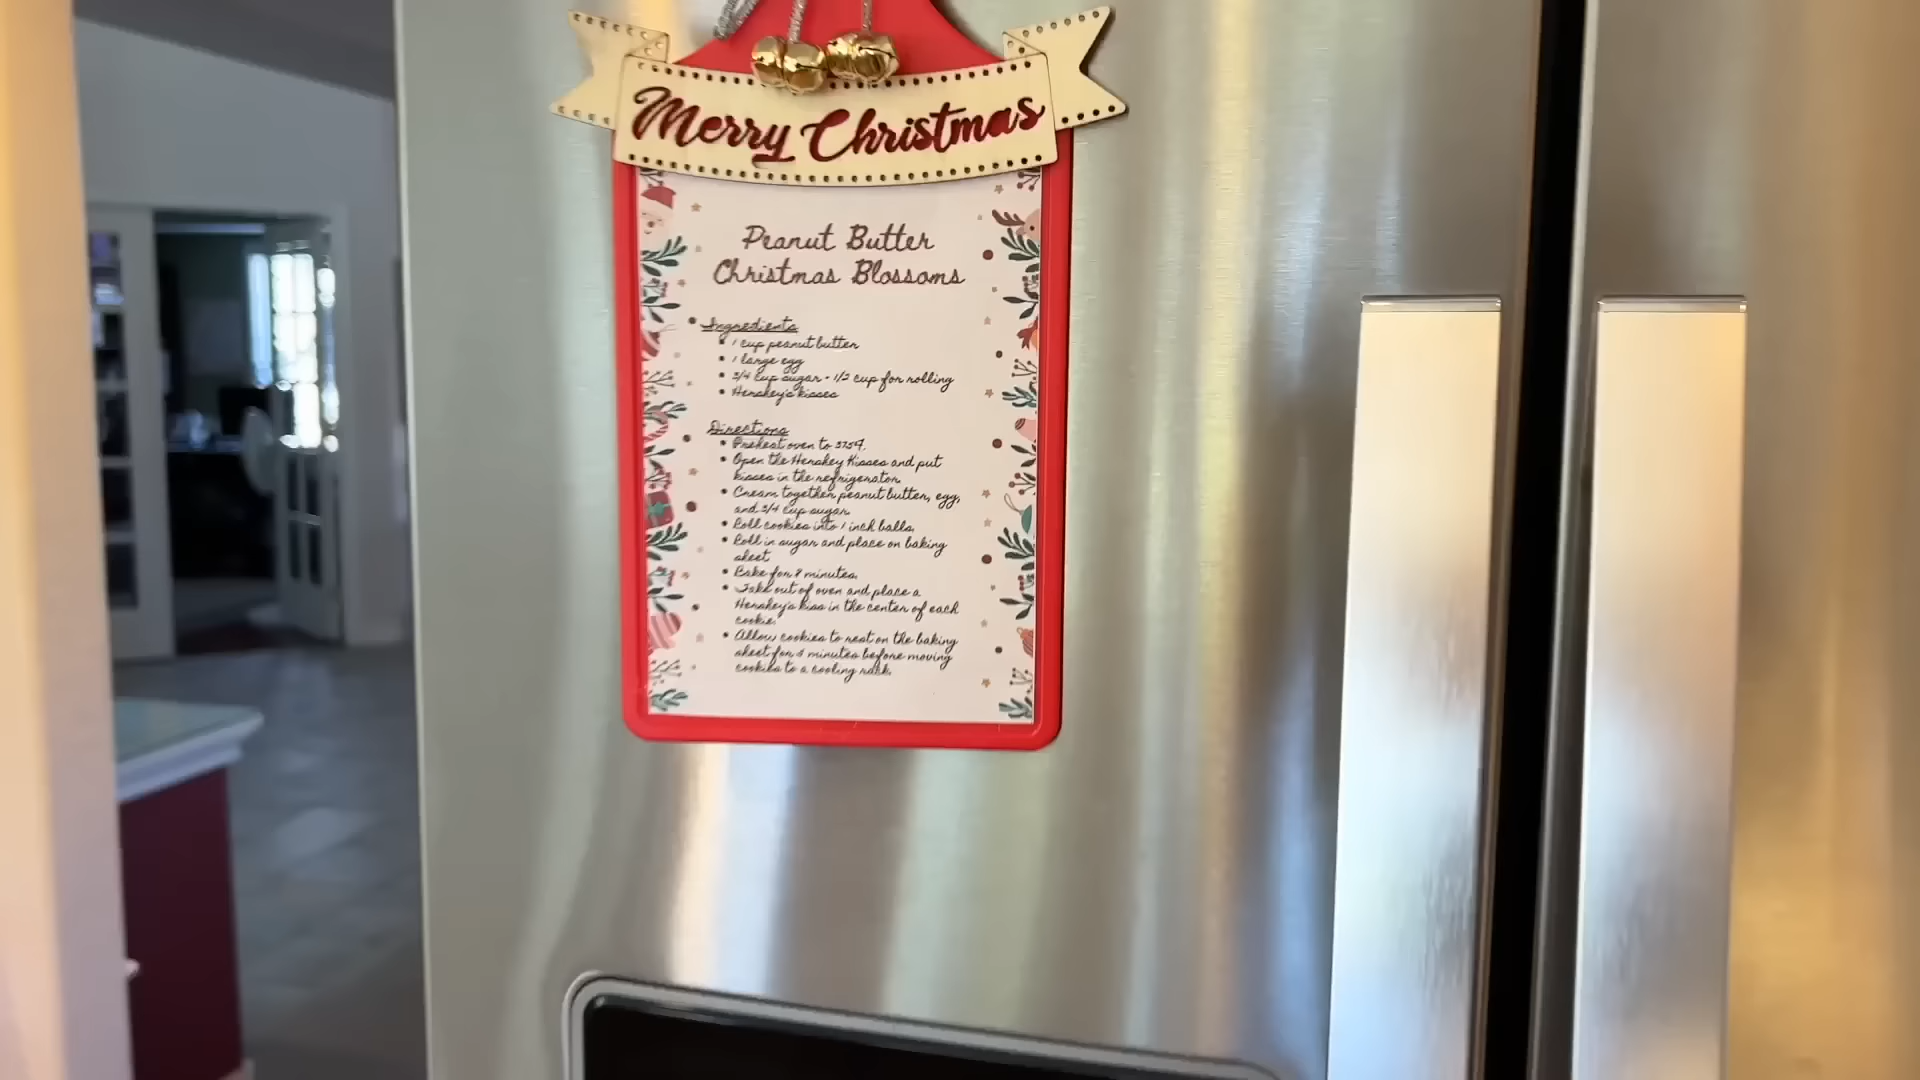 Merry Christmas
Peanut Butter
Christmas Blossoms
Ingredients
1 cup peanut butter
1 large egg
3/4 cup sugar + 1/2 cup for rolling
Hershey's kisses
Directions
Preheat oven to 375°F.
Open the Hershey Kisses and put
kisses in the refrigerator.
Cream together peanut butter, egg,
and 3/4 cup sugar.
Roll cookies into 1 inch balls.
Roll in sugar and place on baking
sheet.
Bake for 8 minutes.
Take out of oven and place a
Hershey's kiss in the center of each
cookie.
Allow cookies to rest on the baking
sheet for 5 minutes before moving
cookies to a cooling rack.